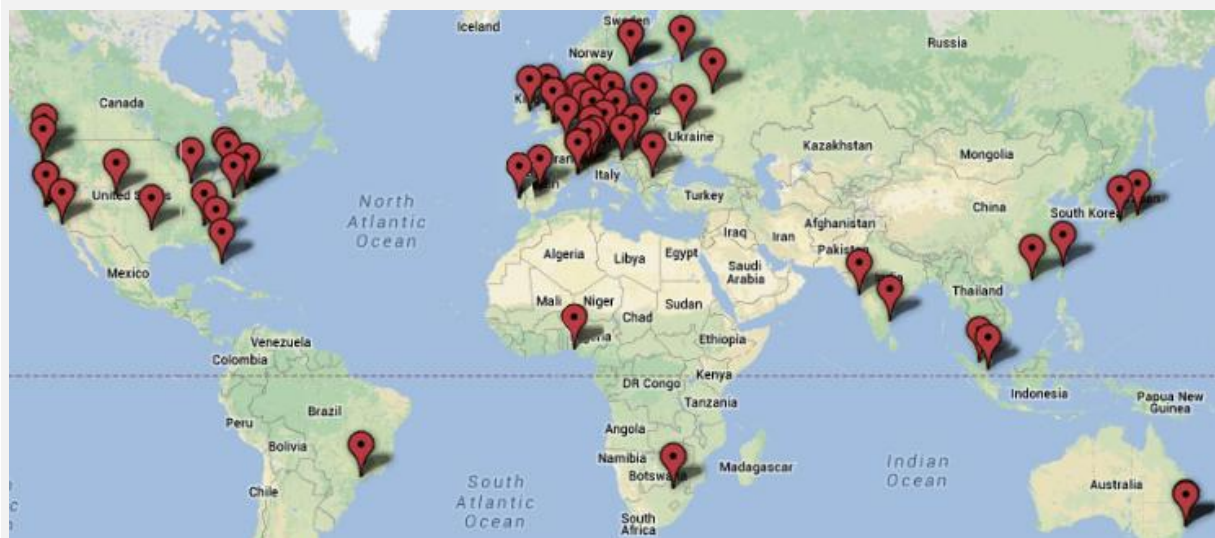 Iceland
Sweden
Norway
Russia
Canada
Ukraine
Kazakhstan
Mongolia
Italy
United States
North
Atlantic
Ocean
Turkey
China
South Korea
Afghanistan
Iraq
Iran
Pakistan
Algeria
Libya
Egypt
Saudi
Arabia
Mexico
Thailand
Mali
Niger
Chad
Sudan
Ethiopia
Venezuela
Colombia
DR Congo
Kenya
Indonesia
Papua New
Guinea
Tanzania
Brazil
Peru
Angola
Bolivia
Namibia
Botswana
Madagascar
Indian
Ocean
Australia
South
Atlantic
Ocean
Chile
South
Africa